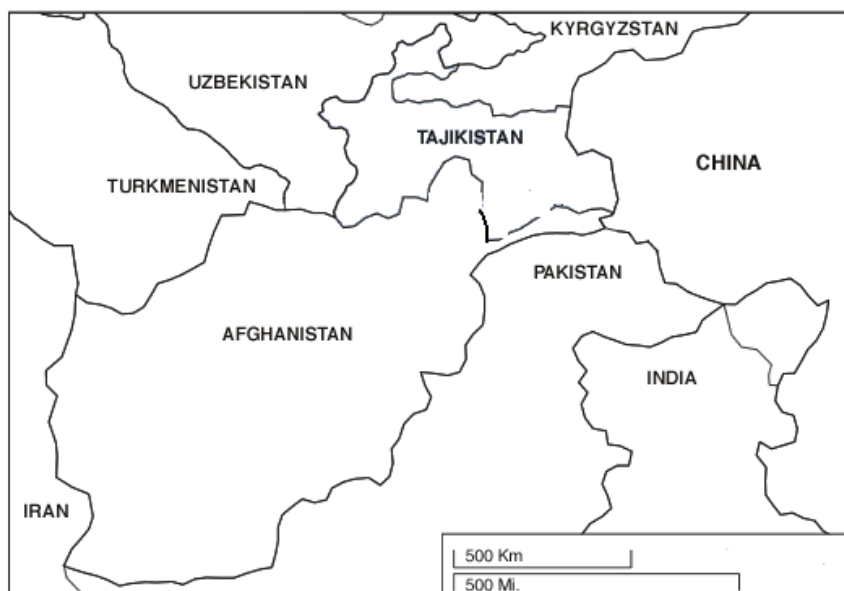 KYRGYZSTAN
UZBEKISTAN
TAJIKISTAN
CHINA
TURKMENISTAN
PAKISTAN
AFGHANISTAN
INDIA
IRAN
500 Km
500 Mi.